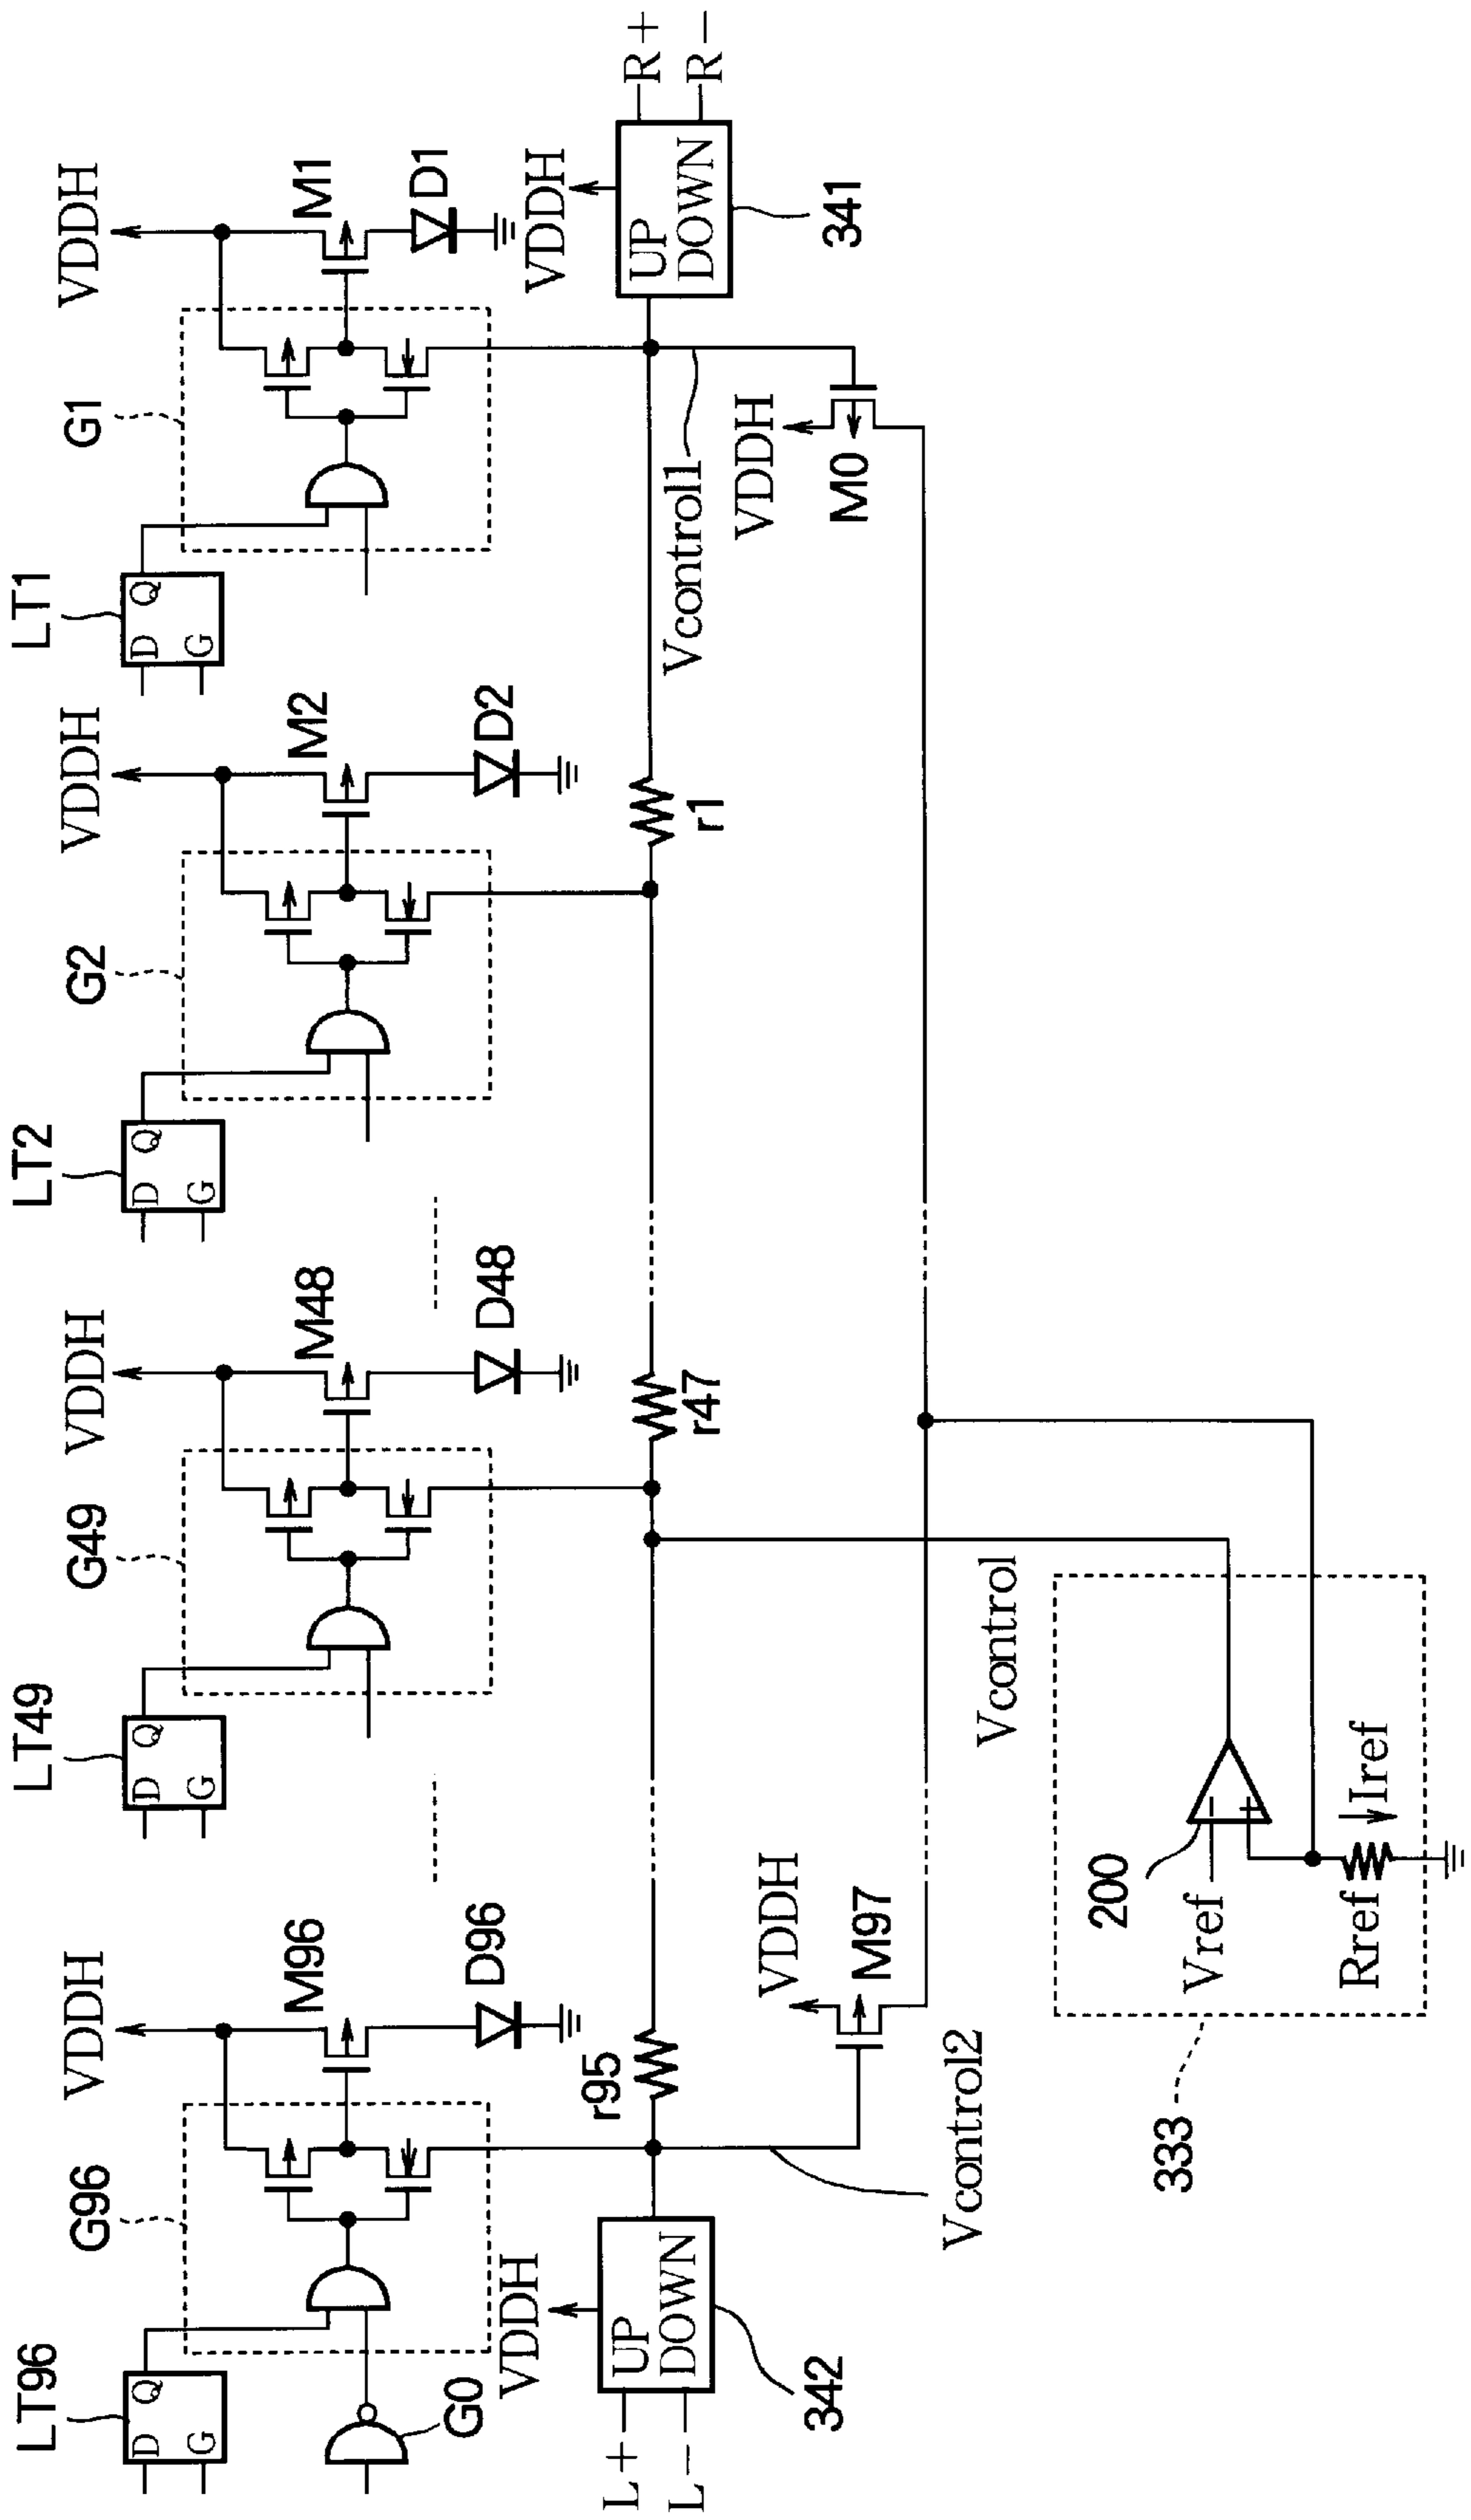 LT96
D Q
G
G0
G96
VDDH
M96
D96
LT49
D Q
G
G49
VDDH
M48
D48
LT2
D Q
G
G2
VDDH
M2
D2
LT1
D Q
G
G1
VDDH
M1
D1
L+
L−
UP
DOWN
VDDH
342
r95
r47
r1
Vcontrol1
UP
DOWN
VDDH
R+
R−
341
VDDH
M97
Vcontrol2
VDDH
M0
Vcontrol
333
200
Vref
− +
Rref
Iref